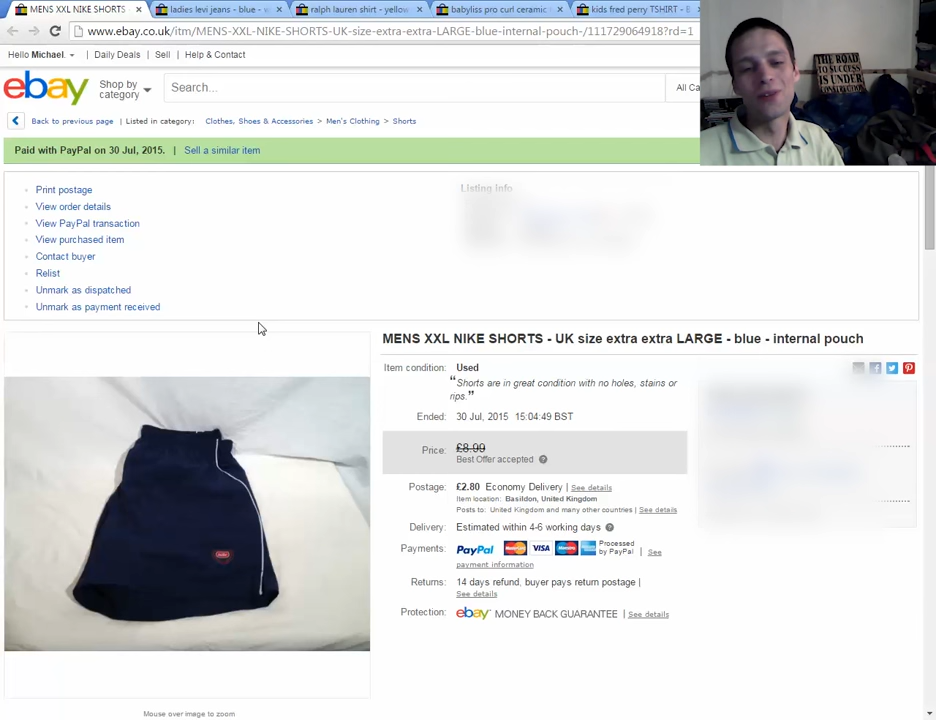 MENS XXL NIKE SHORTS
ladies levi jeans - blue -
ralph lauren shirt - yellow
babyliss pro curl ceramic
kids fred perry TSHIRT - B
www.ebay.co.uk/itm/MENS-XXL-NIKE-SHORTS-UK-size-extra-extra-LARGE-blue-internal-pouch-/111729064918?rd=1
Hello Michael. Daily Deals | Sell | Help & Contact
ebay
Shop by category
Search...
All Ca
Back to previous page | Listed in category: Clothes, Shoes & Accessories > Men's Clothing > Shorts
Paid with PayPal on 30 Jul, 2015. | Sell a similar item
Print postage
View order details
View PayPal transaction
View purchased item
Contact buyer
Relist
Unmark as dispatched
Unmark as payment received
Listing info
THE ROAD
TO SUCCESS
IS UNDER
CONSTRUCTION
MENS XXL NIKE SHORTS - UK size extra extra LARGE - blue - internal pouch
Item condition: Used
“Shorts are in great condition with no holes, stains or
rips.”
Ended: 30 Jul, 2015 15:04:49 BST
Price: £8.99
Best Offer accepted
Postage: £2.80 Economy Delivery | See details
Item location: Basildon, United Kingdom
Posts to: United Kingdom and many other countries | See details
Delivery: Estimated within 4-6 working days
Payments: PayPal MasterCard VISA Maestro Processed by PayPal | See
payment information
Returns: 14 days refund, buyer pays return postage |
See details
Protection: ebay MONEY BACK GUARANTEE | See details
Mouse over image to zoom